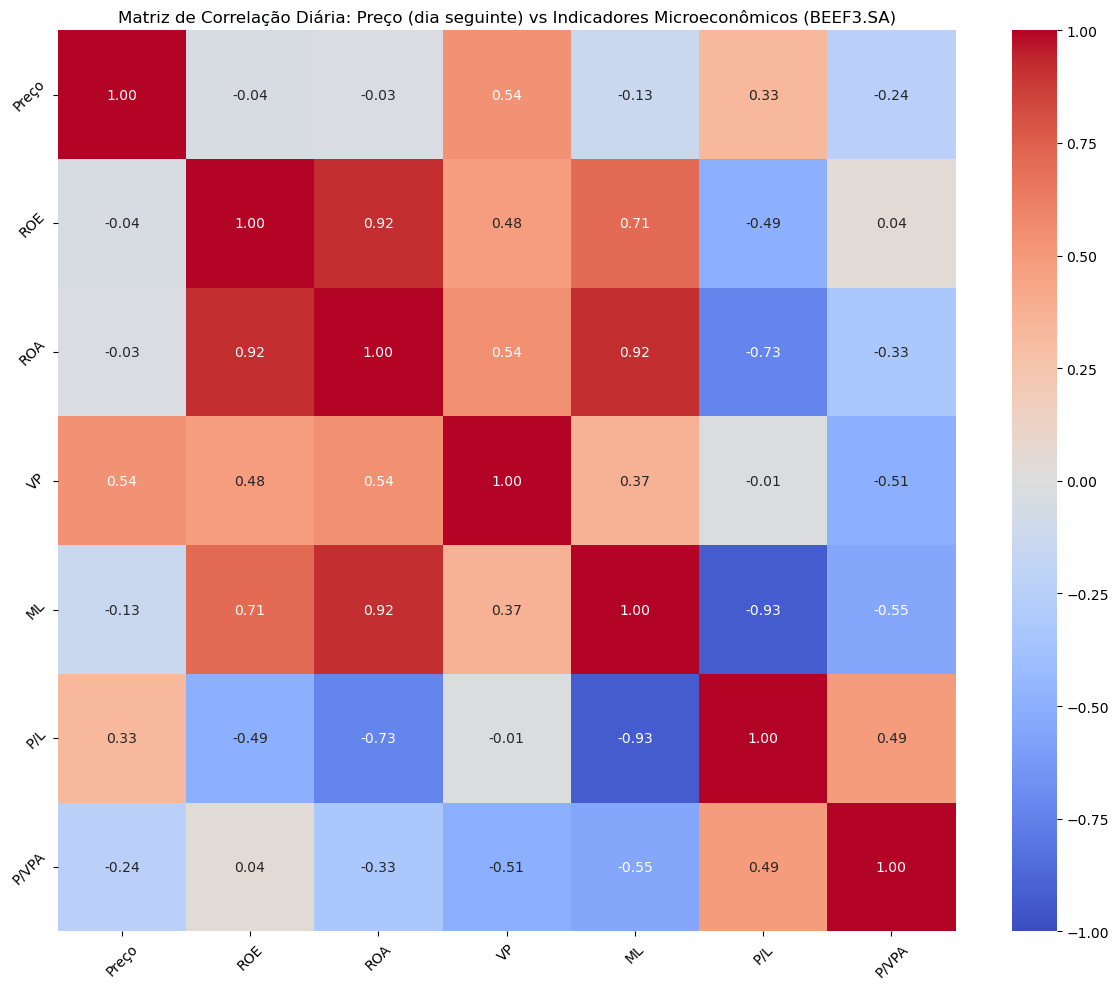 Matriz de Correlação Diária: Preço (dia seguinte) vs Indicadores Microeconômicos (BEEF3.SA)
Preço 1.00 -0.04 -0.03 0.54 -0.13 0.33 -0.24
ROE -0.04 1.00 0.92 0.48 0.71 -0.49 0.04
ROA -0.03 0.92 1.00 0.54 0.92 -0.73 -0.33
VP 0.54 0.48 0.54 1.00 0.37 -0.01 -0.51
ML -0.13 0.71 0.92 0.37 1.00 -0.93 -0.55
P/L 0.33 -0.49 -0.73 -0.01 -0.93 1.00 0.49
P/VPA -0.24 0.04 -0.33 -0.51 -0.55 0.49 1.00
Preço ROE ROA VP ML P/L P/VPA
1.00
0.75
0.50
0.25
0.00
−0.25
−0.50
−0.75
−1.00